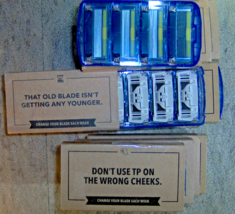 THAT OLD BLADE ISN'T
GETTING ANY YOUNGER.
CHANGE YOUR BLADE EACH WEEK
DON'T USE TP ON
THE WRONG CHEEKS.
CHANGE YOUR BLADE EACH WEEK